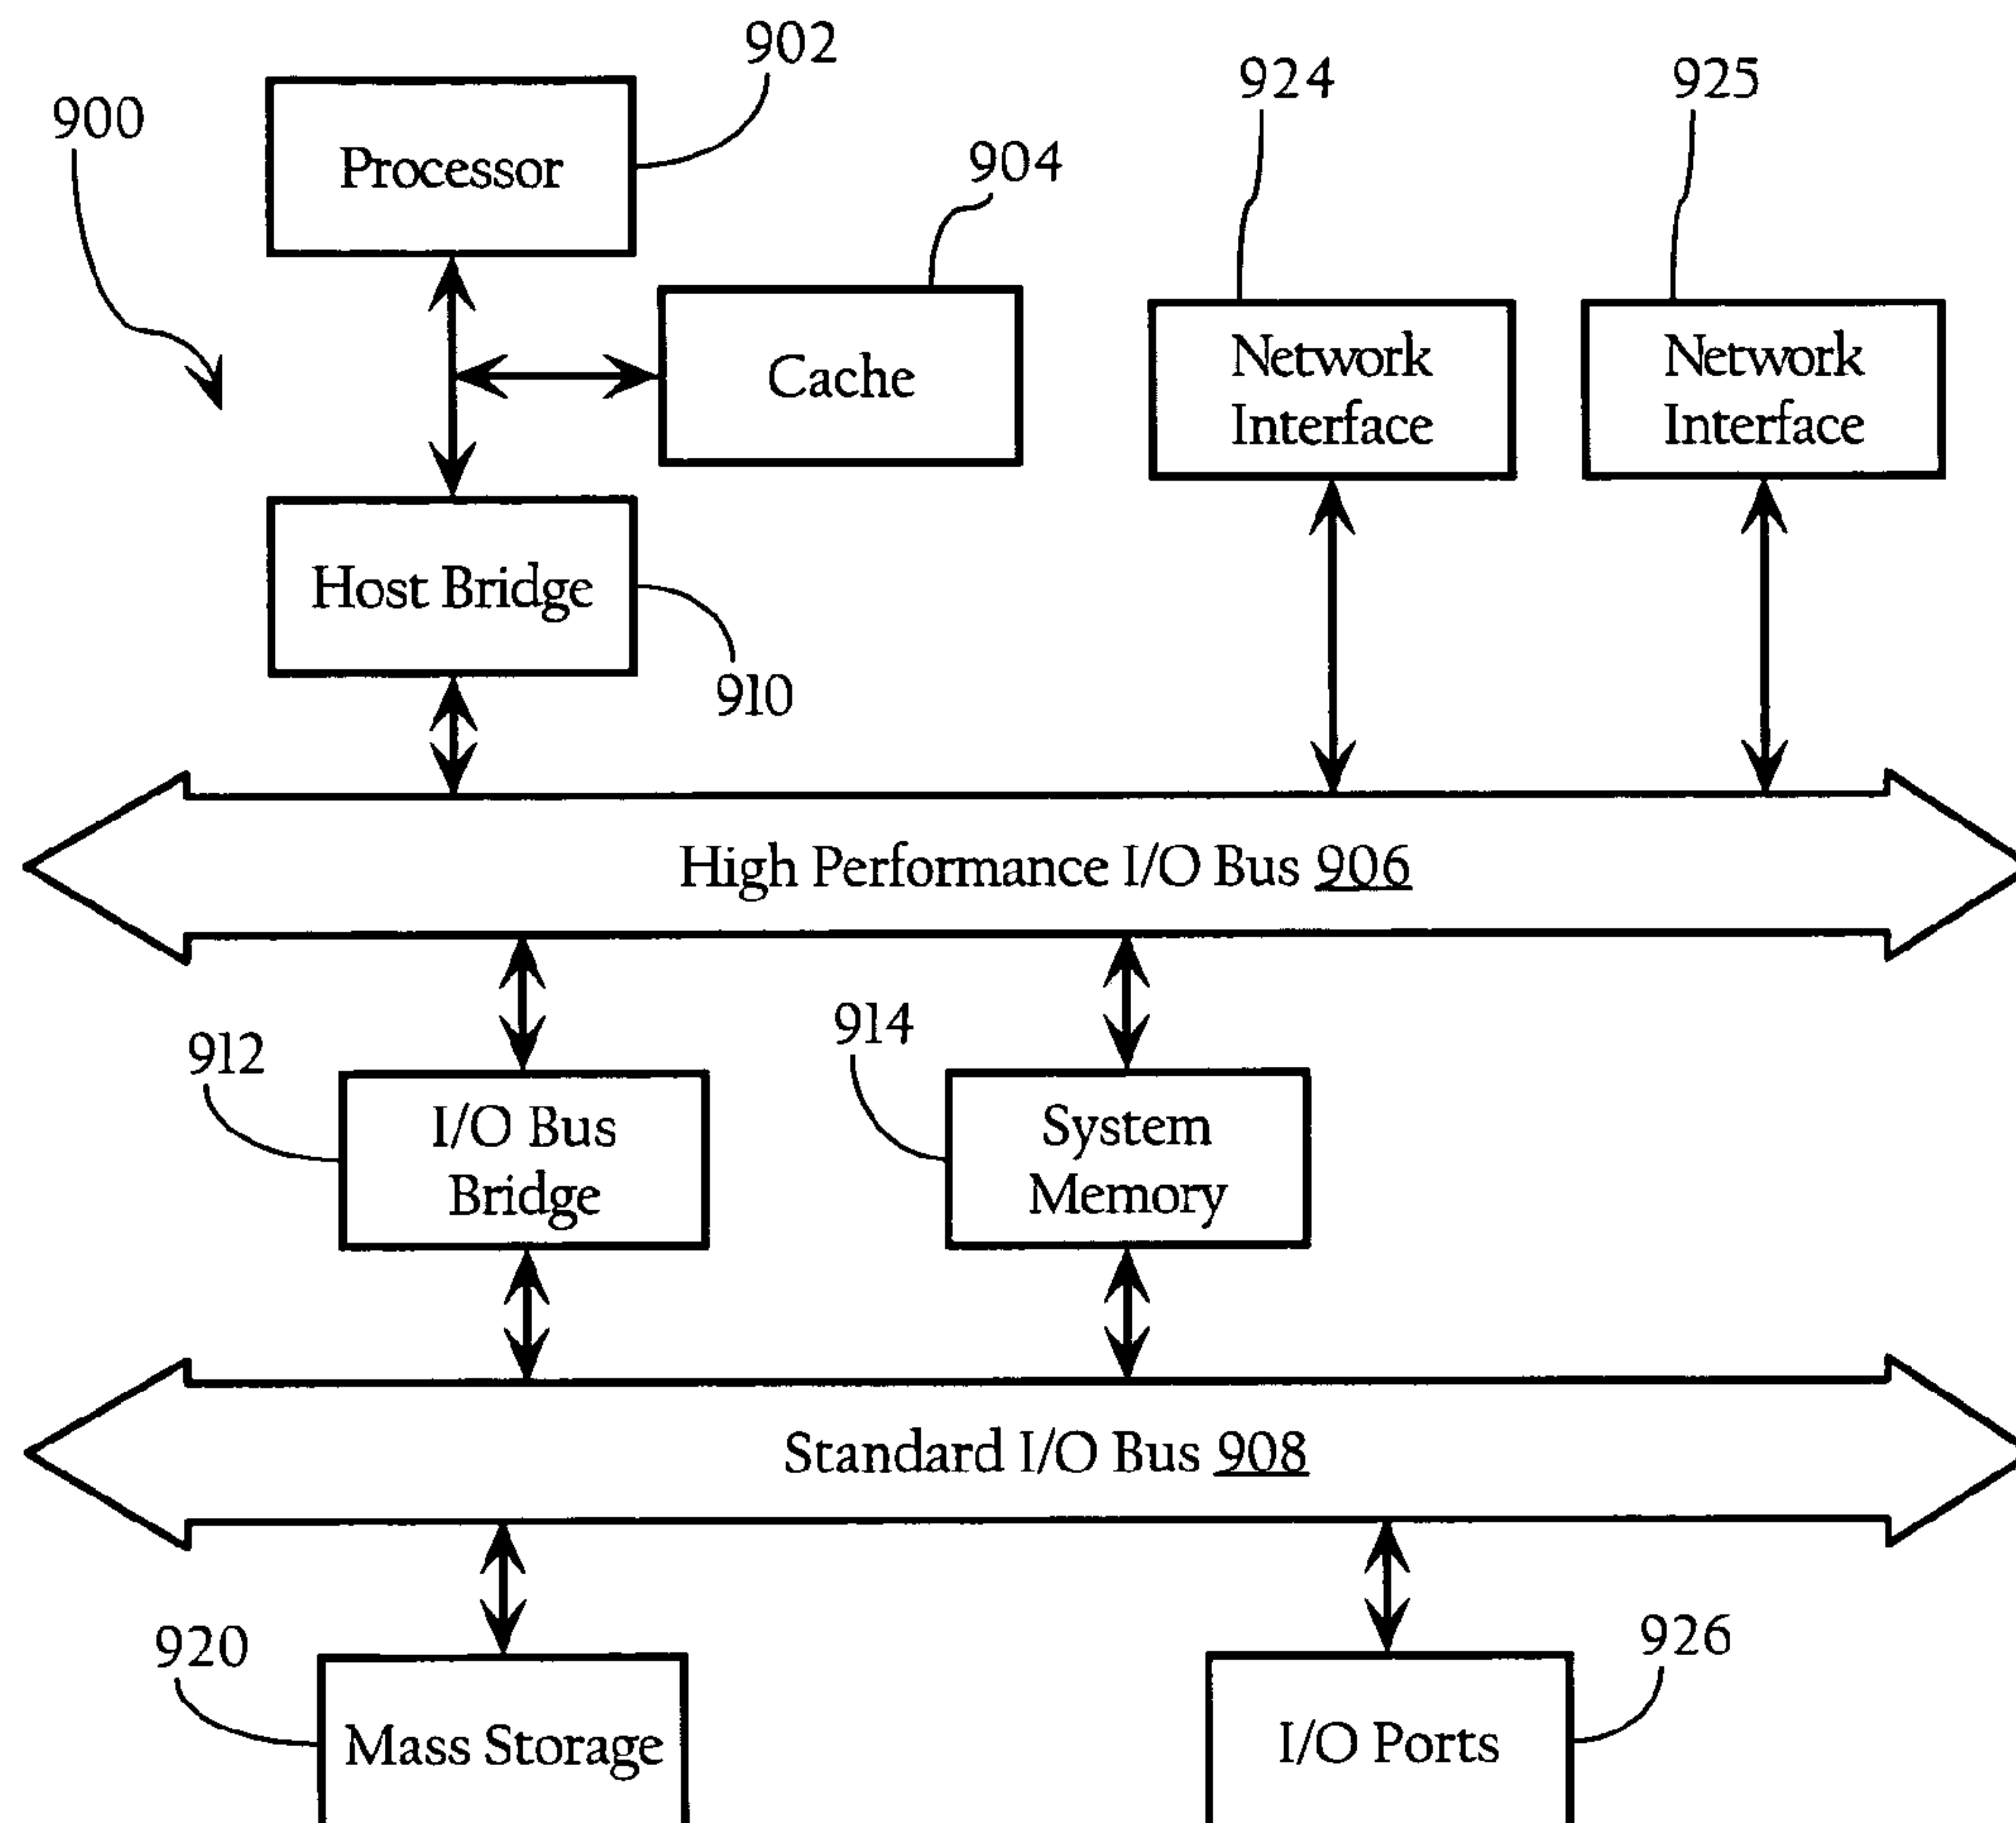 902
924
925
900
Processor
904
Network
Interface
Network
Interface
Cache
Host Bridge
910
High Performance I/O Bus 906
912
914
I/O Bus
Bridge
System
Memory
Standard I/O Bus 908
920
926
Mass Storage
I/O Ports